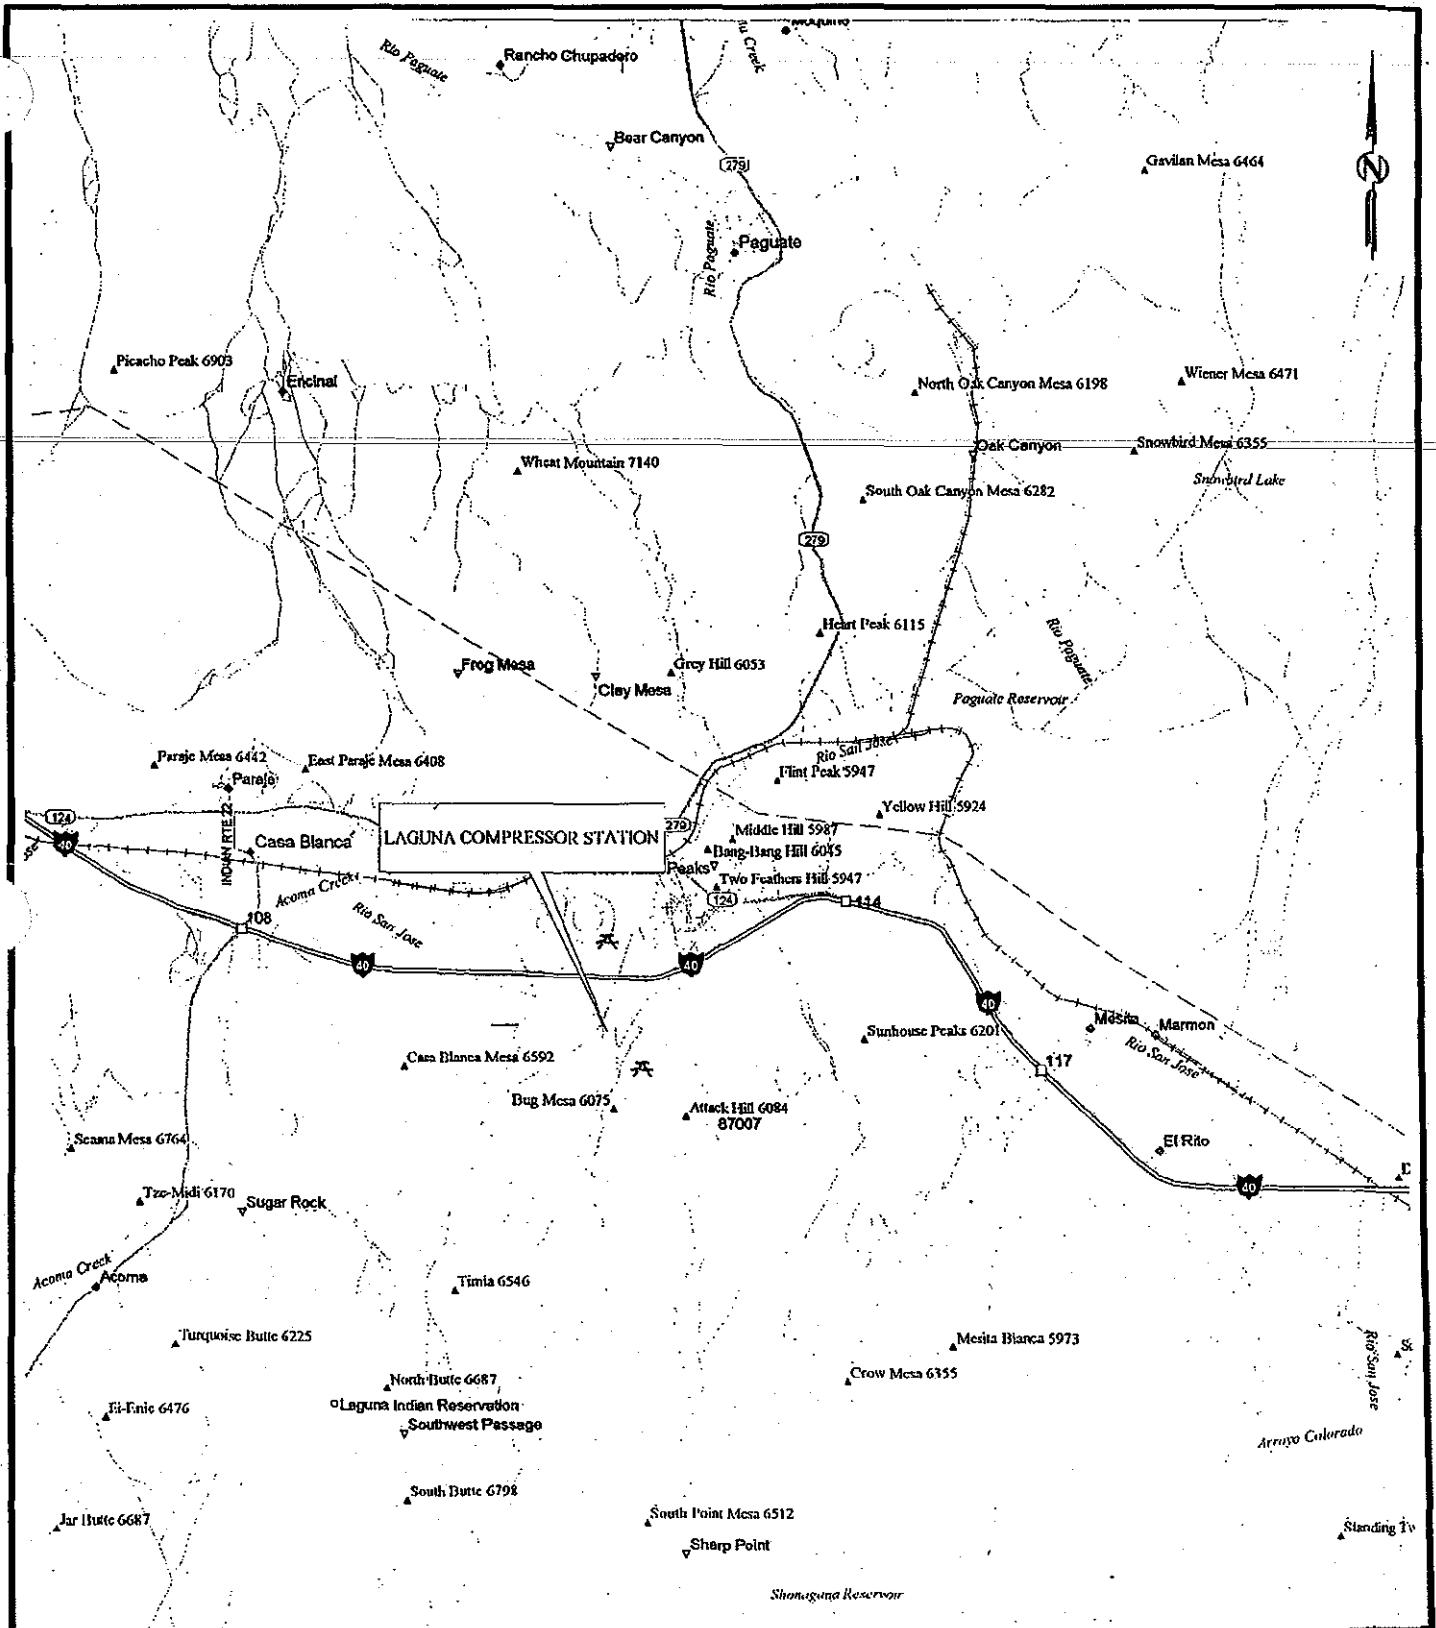 Rio Paguate
Rancho Chupadero
Moquino
Creek
Bear Canyon
279
Gavilan Mesa 6464
N
Rio Paguate
Paguate
Picacho Peak 6903
Encinal
North Oak Canyon Mesa 6198
Wiener Mesa 6471
Oak Canyon
Snowbird Mesa 6355
Wheat Mountain 7140
Snowbird Lake
South Oak Canyon Mesa 6282
279
Heart Peak 6115
Rio Paguate
Frog Mesa
Grey Hill 6053
Clay Mesa
Paguate Reservoir
Paraje Mesa 6442
East Paraje Mesa 6408
Rio San Jose
Paraje
Flint Peak 5947
INDIAN RTE 22
124
40
Yellow Hill 5924
LAGUNA COMPRESSOR STATION
279
Middle Hill 5987
Casa Blanca
Bang-Bang Hill 6045
Peaks
Acoma Creek
Two Feathers Hill 5947
124
114
Rio San Jose
108
40
40
40
Mesita
Marmon
Sunhouse Peaks 6201
Rio San Jose
Casa Blanca Mesa 6592
117
Bug Mesa 6075
Attack Hill 6084
87007
Seama Mesa 6764
El Rito
40
Tze-Midi 6170
Sugar Rock
Acoma Creek
Acoma
Timia 6546
Turquoise Butte 6225
Mesita Blanca 5973
Rio San Jose
North Butte 6687
Crow Mesa 6355
Laguna Indian Reservation
Southwest Passage
Arroyo Colorado
South Butte 6798
Jar Butte 6687
South Point Mesa 6512
Standing
Sharp Point
Shonaguna Reservoir